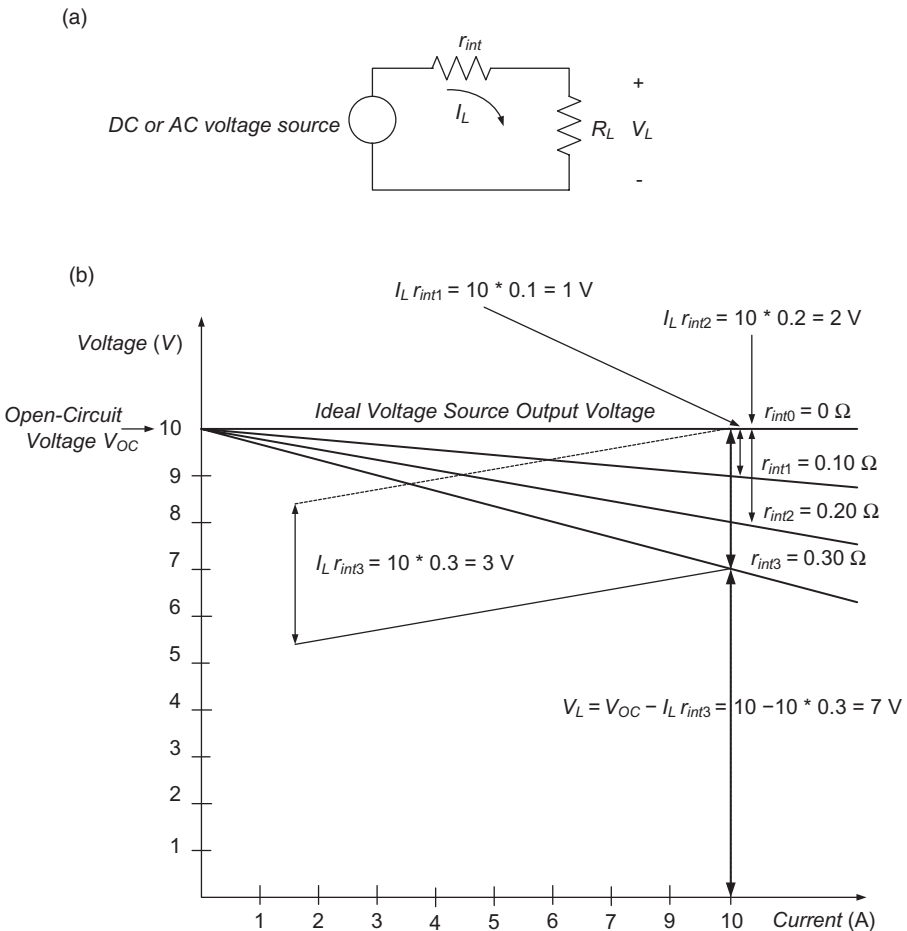 (a)
r_int
I_L
DC or AC voltage source
R_L V_L
+
-
(b)
I_L r_int1 = 10 * 0.1 = 1 V
I_L r_int2 = 10 * 0.2 = 2 V
Voltage (V)
Open-Circuit
Voltage V_OC
Ideal Voltage Source Output Voltage
r_int0 = 0 Ω
10
r_int1 = 0.10 Ω
9
r_int2 = 0.20 Ω
8
r_int3 = 0.30 Ω
7
I_L r_int3 = 10 * 0.3 = 3 V
6
5
V_L = V_OC − I_L r_int3 = 10 −10 * 0.3 = 7 V
4
3
2
1
1 2 3 4 5 6 7 8 9 10 Current (A)